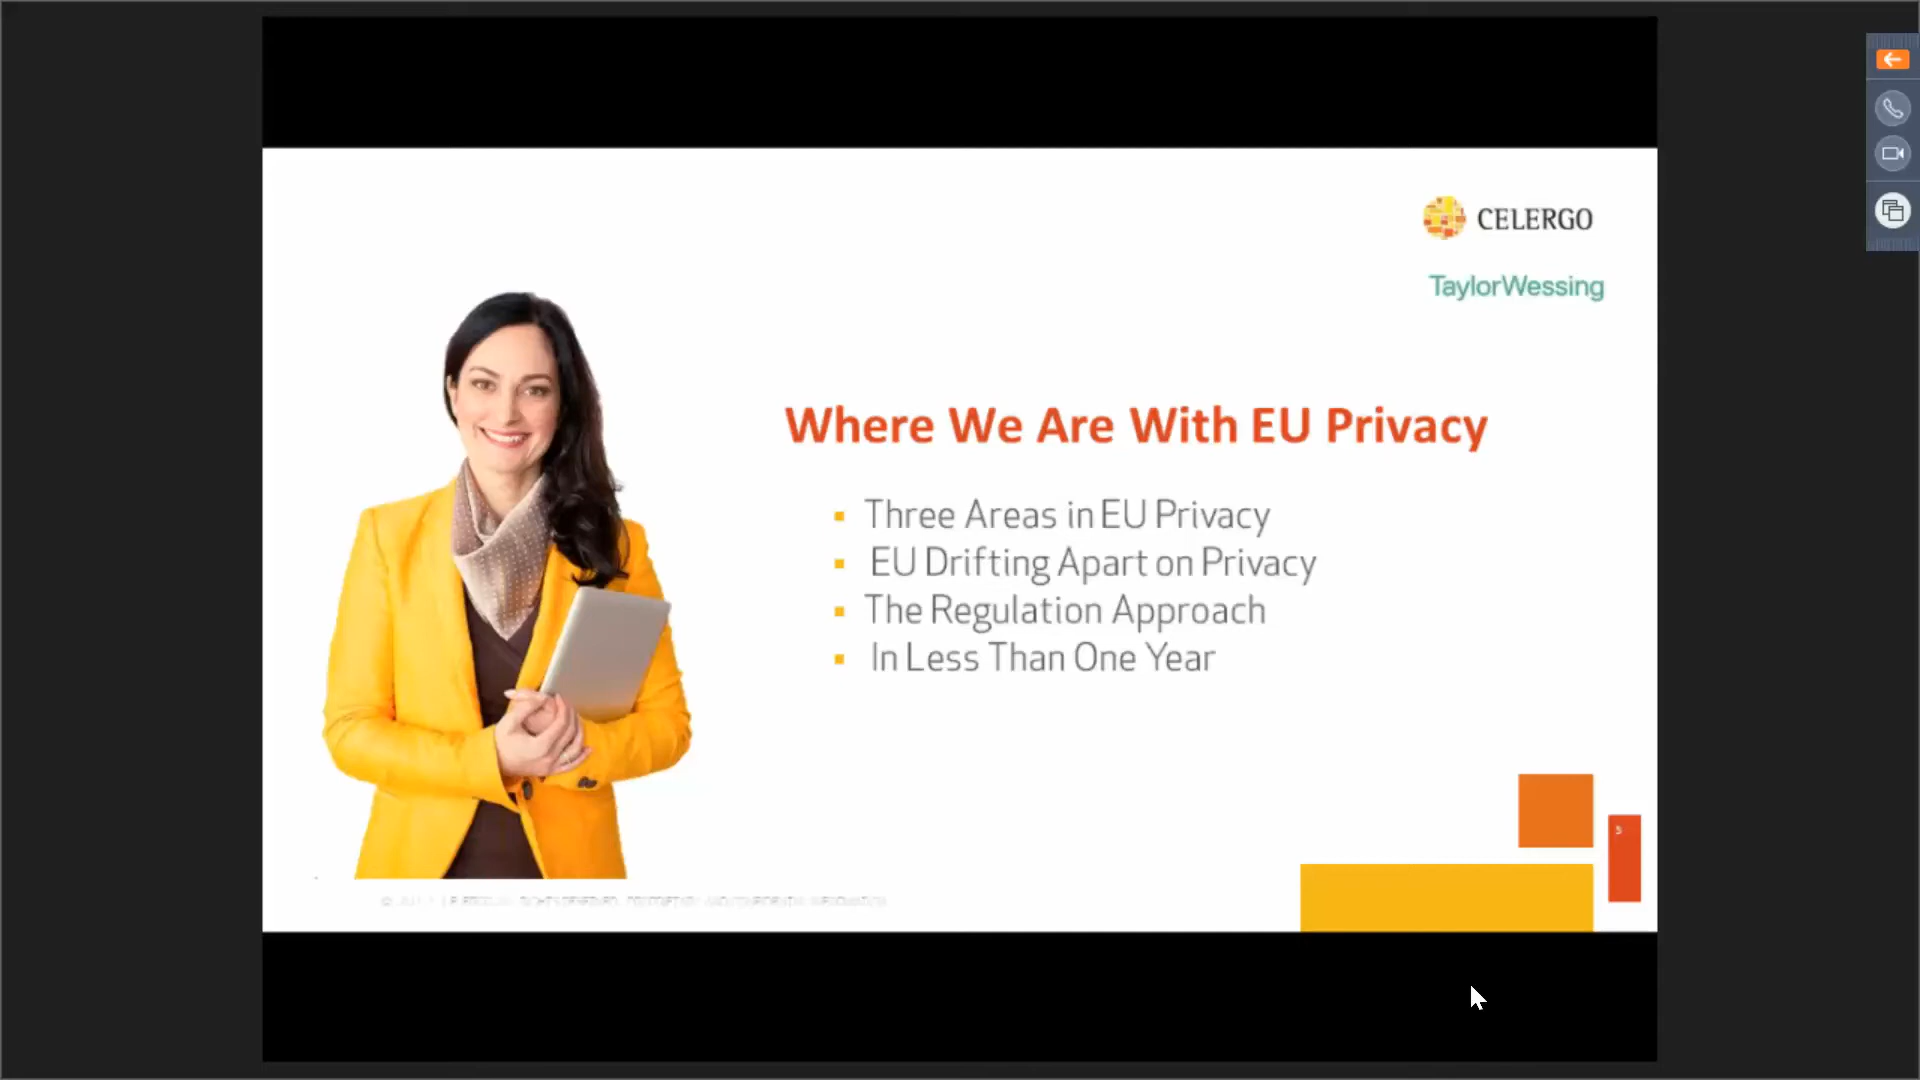 CELERGO
TaylorWessing
Where We Are With EU Privacy
Three Areas in EU Privacy
EU Drifting Apart on Privacy
The Regulation Approach
In Less Than One Year